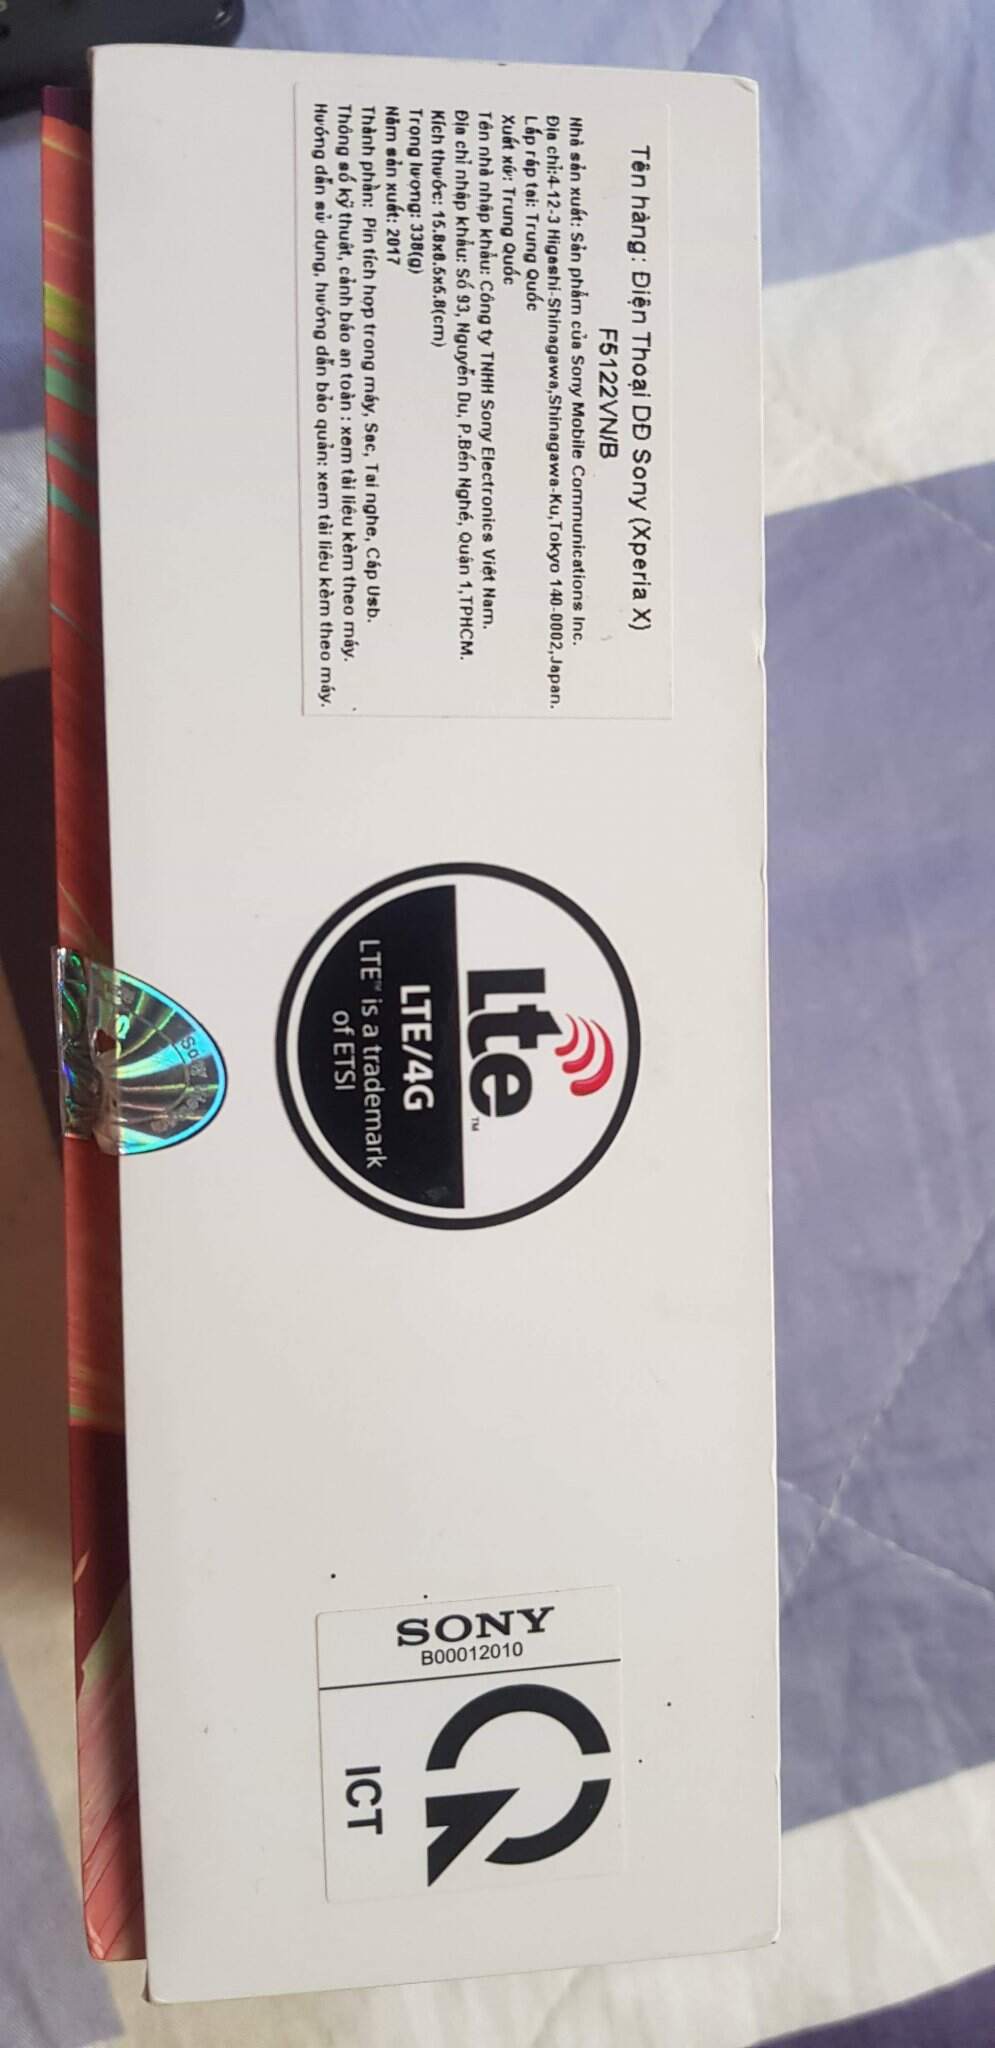 Tên hàng: Điện Thoại DĐ Sony (Xperia X)
F5122VN/B
Nhà sản xuất: Sản phẩm của Sony Mobile Communications Inc.
Địa chỉ:4-12-3 Higashi-Shinagawa,Shinagawa-Ku,Tokyo 140-0002,Japan.
Lắp ráp tại: Trung Quốc
Xuất xứ: Trung Quốc
Tên nhà nhập khẩu: Công ty TNHH Sony Electronics Việt Nam.
Địa chỉ nhập khẩu: Số 93, Nguyễn Du, P.Bến Nghé, Quận 1,TPHCM.
Kích thước: 15.8x8.5x5.8(cm)
Trọng lượng: 338(g)
Năm sản xuất: 2017
Thành phần: Pin tích hợp trong máy, Sạc, Tai nghe, Cáp Usb.
Thông số kỹ thuật, cảnh báo an toàn : xem tài liệu kèm theo máy.
Hướng dẫn sử dụng, hướng dẫn bảo quản: xem tài liệu kèm theo máy.
Lte™
LTE/4G
LTE™ is a trademark
of ETSI
SONY
B00012010
ICT